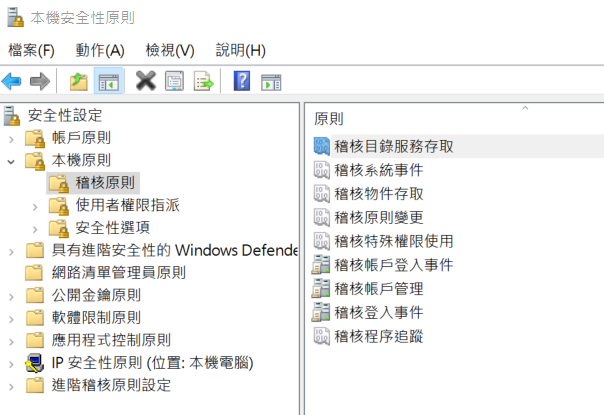 本機安全性原則
檔案(F) 動作(A) 檢視(V) 說明(H)
安全性設定
帳戶原則
本機原則
稽核原則
使用者權限指派
安全性選項
具有進階安全性的 Windows Defende
網路清單管理員原則
公開金鑰原則
軟體限制原則
應用程式控制原則
IP 安全性原則 (位置: 本機電腦)
進階稽核原則設定
原則
稽核目錄服務存取
稽核系統事件
稽核物件存取
稽核原則變更
稽核特殊權限使用
稽核帳戶登入事件
稽核帳戶管理
稽核登入事件
稽核程序追蹤